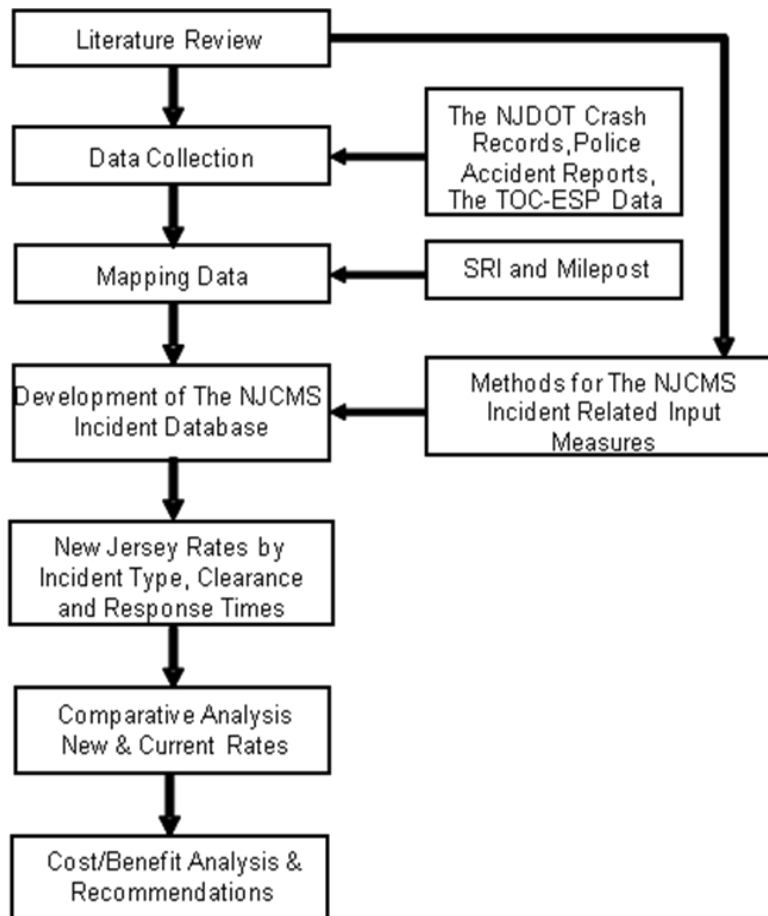 Literature Review
The NJDOT Crash
Records,Police
Accident Reports,
The TOC-ESP Data
Data Collection
SRI and Milepost
Mapping Data
Methods for The NJCMS
Incident Related Input
Measures
Development of The NJCMS
Incident Database
New Jersey Rates by
Incident Type, Clearance
and Response Times
Comparative Analysis
New & Current Rates
Cost/Benefit Analysis &
Recommendations